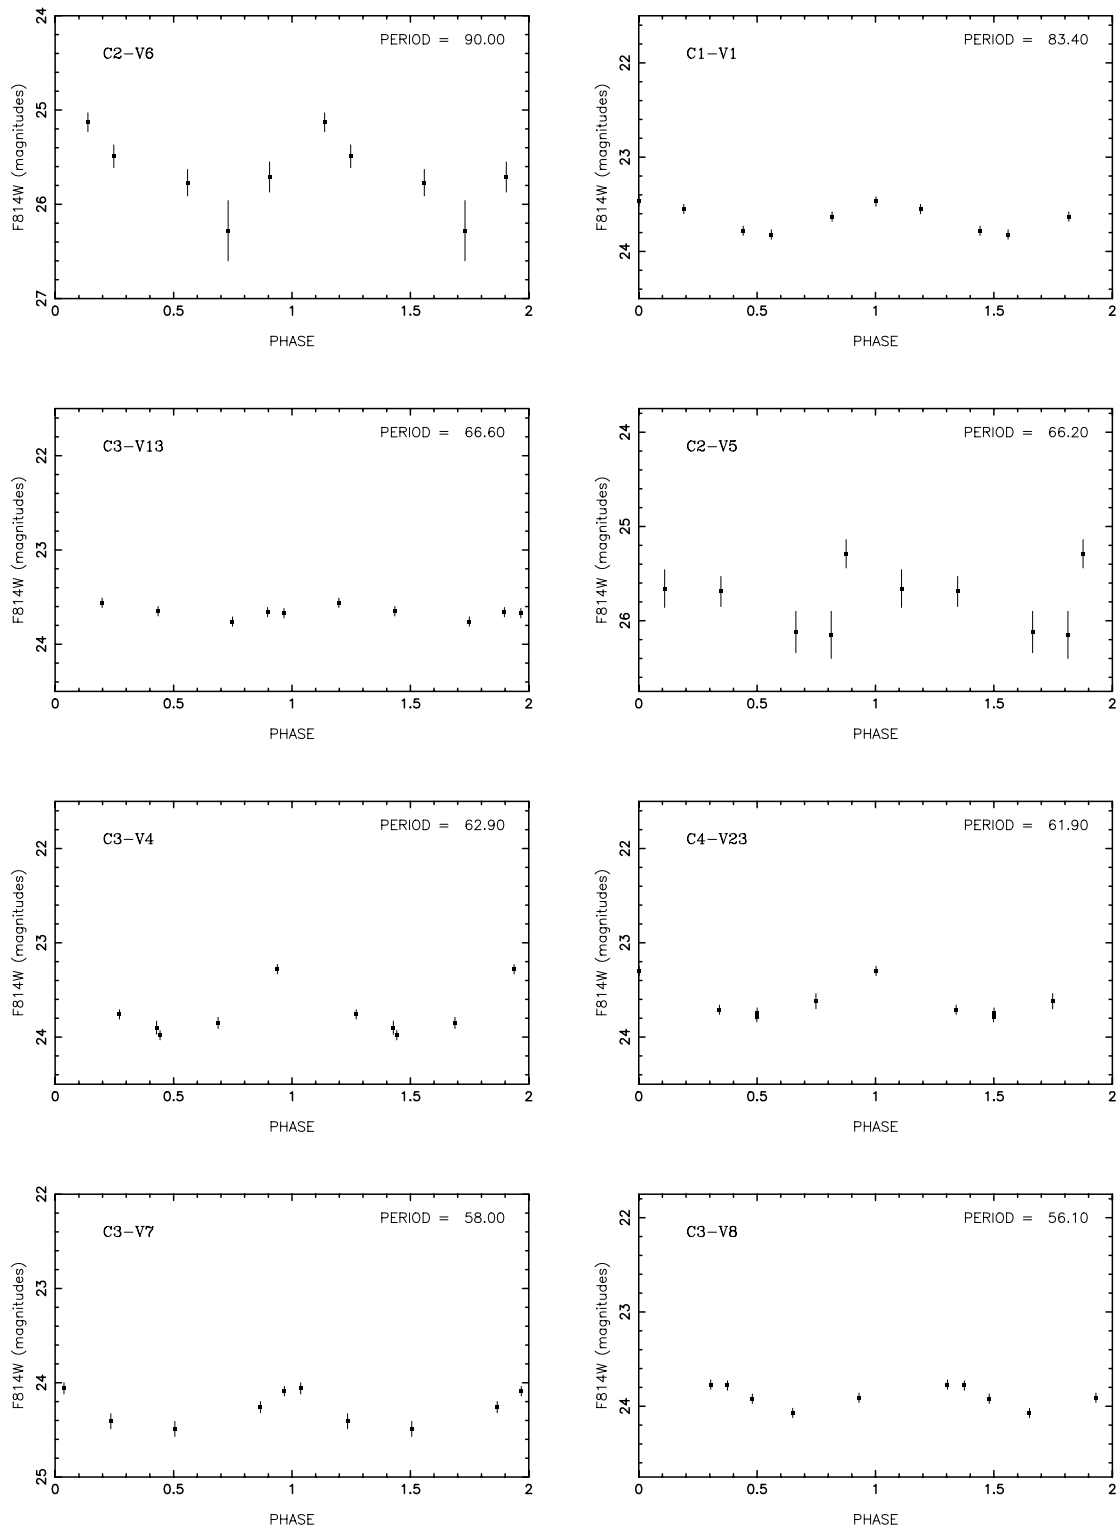 C2-V6
PERIOD = 90.00
24
25
26
27
F814W (magnitudes)
0 0.5 1 1.5 2
PHASE
C1-V1
PERIOD = 83.40
22
23
24
F814W (magnitudes)
0 0.5 1 1.5 2
PHASE
C3-V13
PERIOD = 66.60
22
23
24
F814W (magnitudes)
0 0.5 1 1.5 2
PHASE
C2-V5
PERIOD = 66.20
24
25
26
F814W (magnitudes)
0 0.5 1 1.5 2
PHASE
C3-V4
PERIOD = 62.90
22
23
24
F814W (magnitudes)
0 0.5 1 1.5 2
PHASE
C4-V23
PERIOD = 61.90
22
23
24
F814W (magnitudes)
0 0.5 1 1.5 2
PHASE
C3-V7
PERIOD = 58.00
22
23
24
25
F814W (magnitudes)
0 0.5 1 1.5 2
PHASE
C3-V8
PERIOD = 56.10
22
23
24
F814W (magnitudes)
0 0.5 1 1.5 2
PHASE